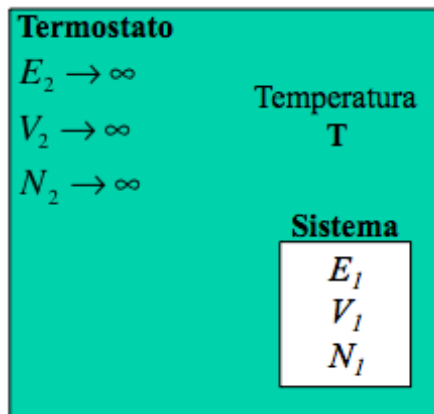 Termostato
E₂ → ∞
V₂ → ∞
N₂ → ∞
Temperatura
T
Sistema
E₁
V₁
N₁